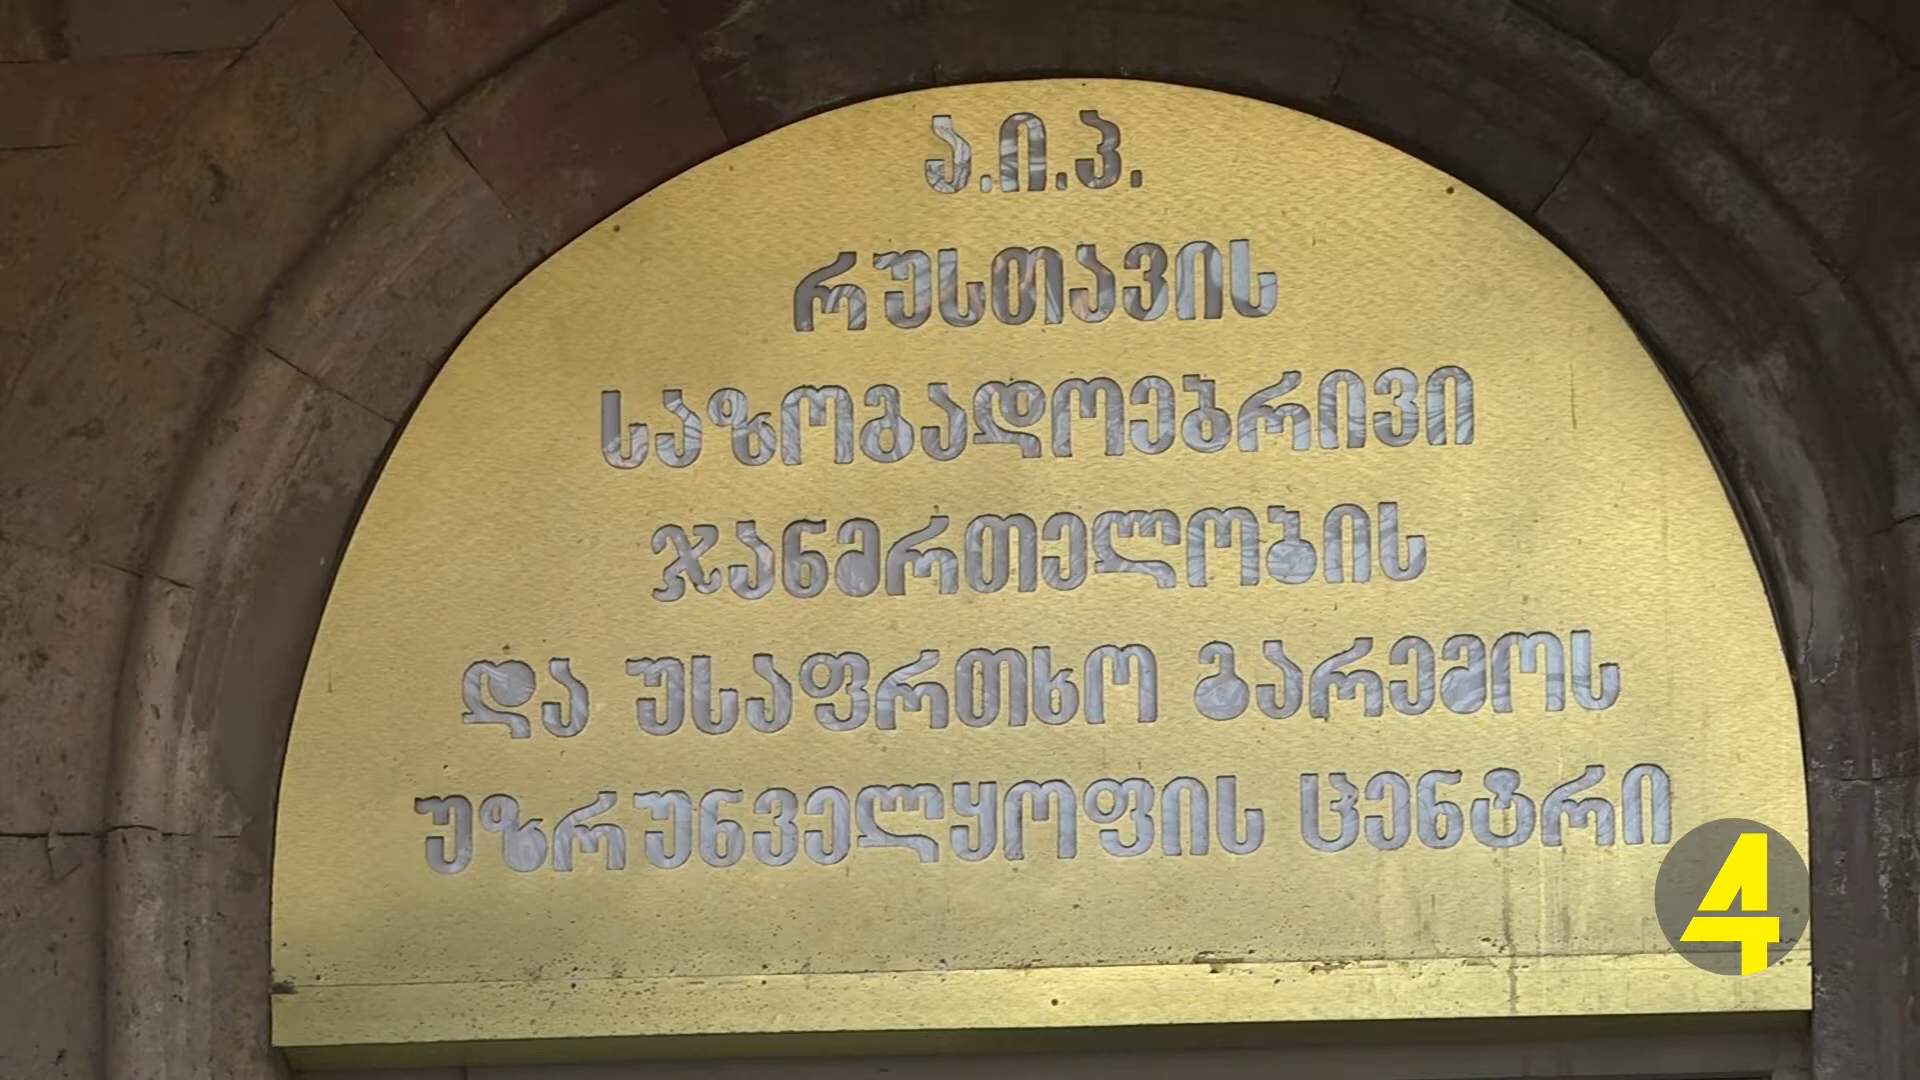 ა.ი.პ.
რუსთავის
საზოგადოებრივი
ჯანმრთელობის
და უსაფრთხო გარემოს
უზრუნველყოფის ცენტრი
4